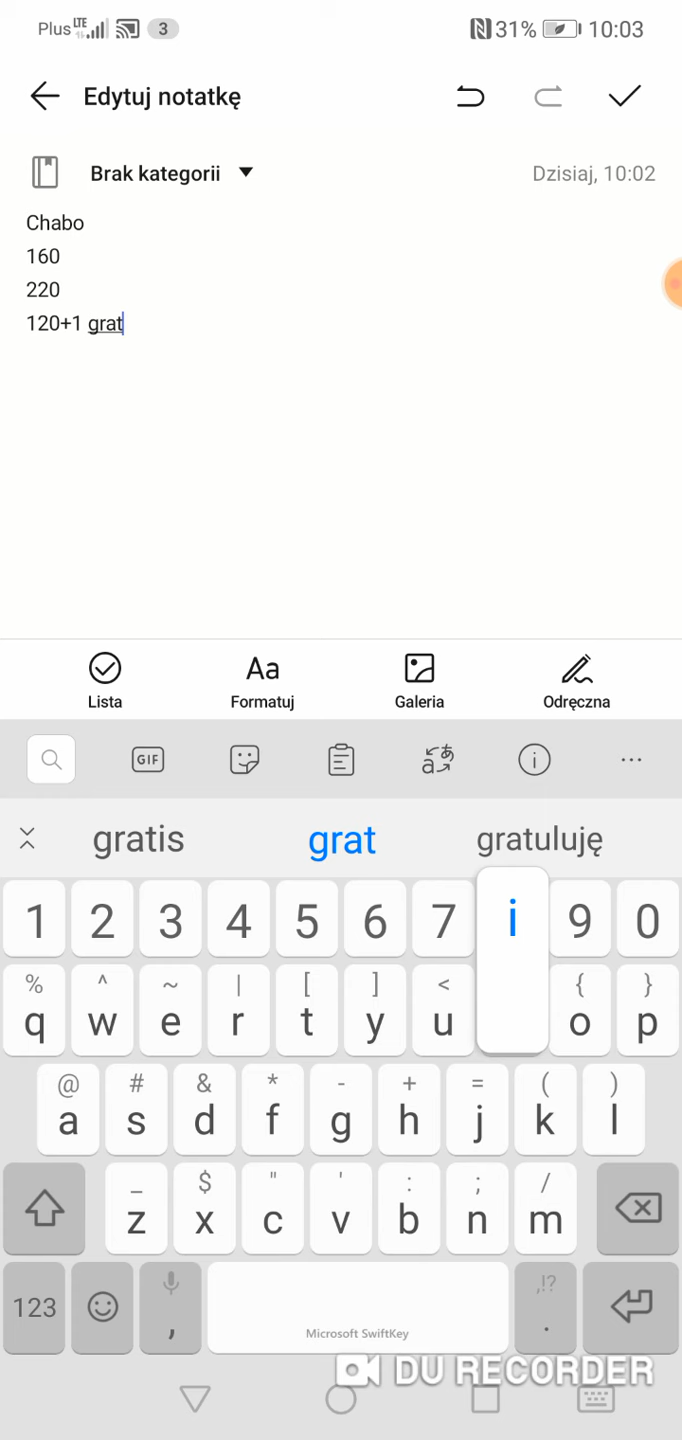 Plus LTE 3 31% 10:03
Edytuj notatkę
Brak kategorii Dzisiaj, 10:02
Chabo
160
220
120+1 grat
Lista Formatuj Galeria Odręczna
GIF
gratis grat gratuluję
1 2 3 4 5 6 7 i 9 0
% ^ ~ | [ ] < { }
q w e r t y u o p
@ # & * - + = ( )
a s d f g h j k l
_ $ " ' : ; /
z x c v b n m
123 , Microsoft SwiftKey ,!? .
DU RECORDER